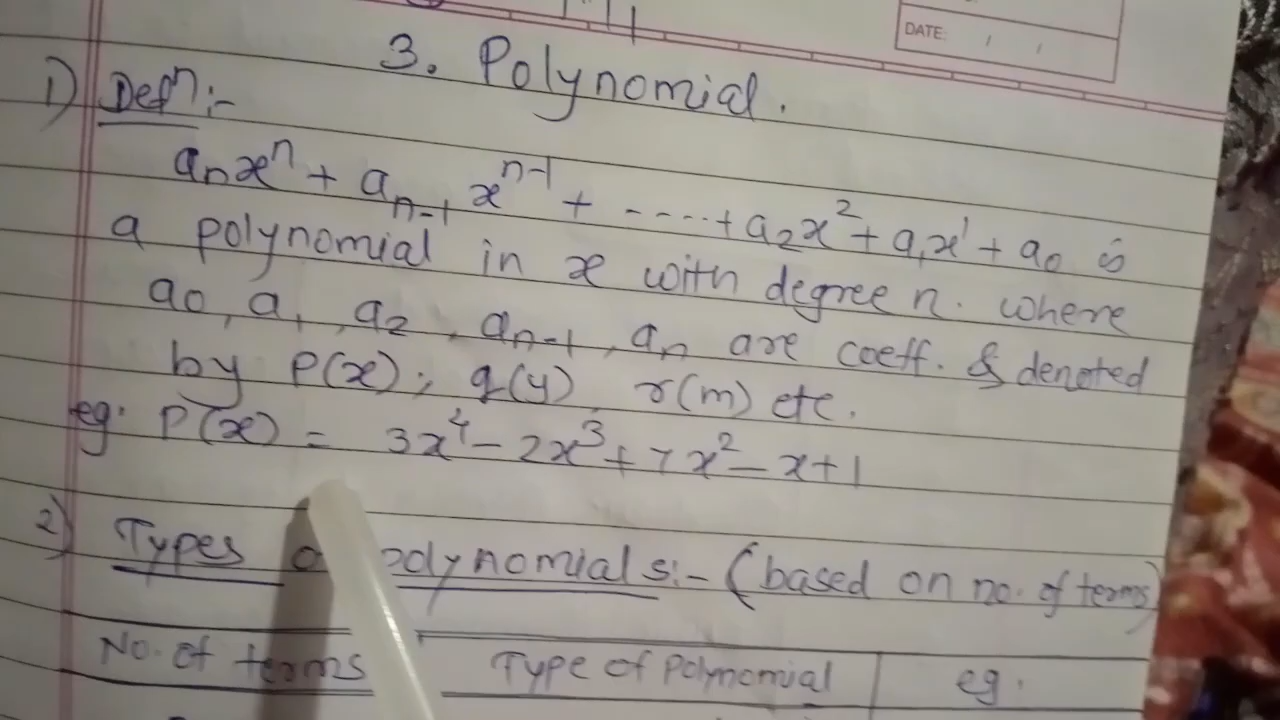 DATE: / /
3. Polynomial.
1) Defⁿ:-
aₙxⁿ + aₙ₋₁ xⁿ⁻¹ + -----+ a₂x² + a₁x¹ + a₀ is
a polynomial in x with degree n. where
a₀, a₁, a₂, aₙ₋₁, aₙ are coeff. & denoted
by P(x), q(y), r(m) etc.
eg: P(x) = 3x⁴ - 2x³ + 7x² - x + 1
2) Types polynomials:- (based on no. of terms)
No. of terms Type of Polynomial eg.